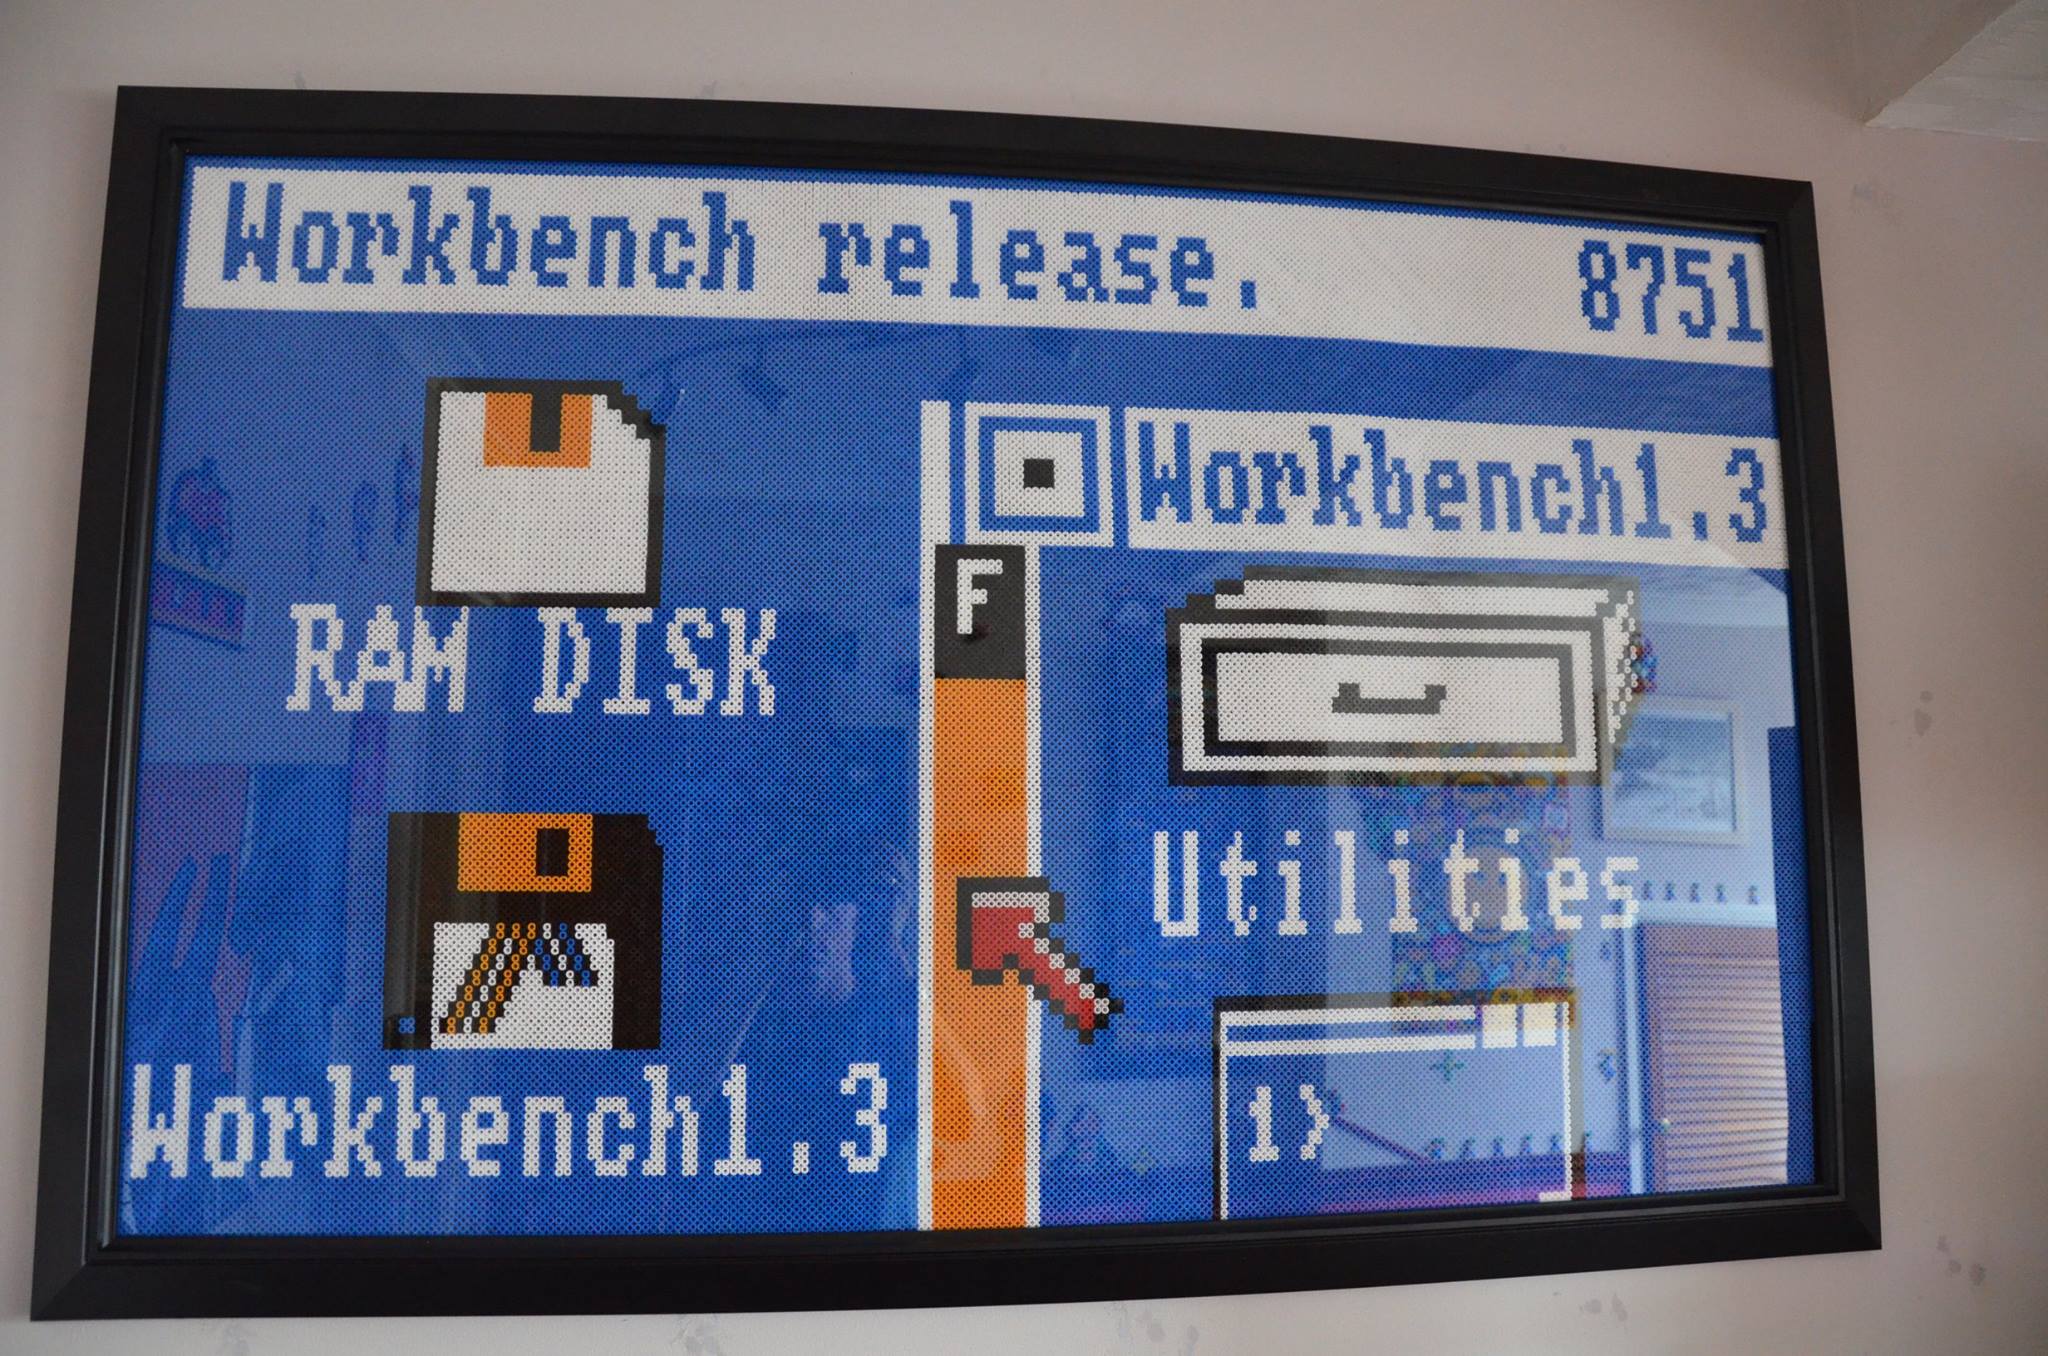 Workbench release. 8751
RAM DISK
Workbench1.3
Workbench1.3
F
Utilities
1>